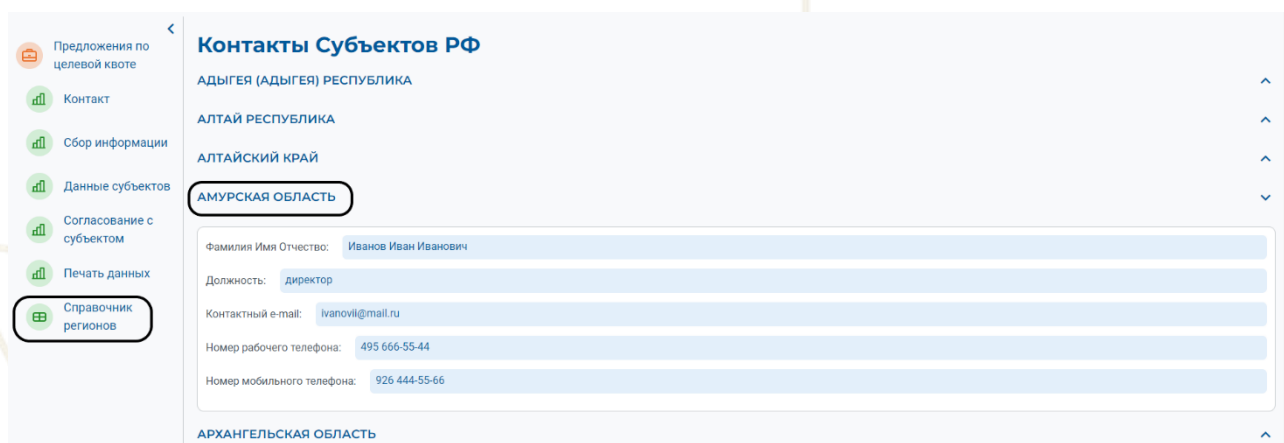 Предложения по
целевой квоте
Контакт
Сбор информации
Данные субъектов
Согласование с
субъектом
Печать данных
Справочник
регионов
Контакты Субъектов РФ
АДЫГЕЯ (АДЫГЕЯ) РЕСПУБЛИКА
АЛТАЙ РЕСПУБЛИКА
АЛТАЙСКИЙ КРАЙ
АМУРСКАЯ ОБЛАСТЬ
Фамилия Имя Отчество: Иванов Иван Иванович
Должность: директор
Контактный e-mail: ivanovii@mail.ru
Номер рабочего телефона: 495 666-55-44
Номер мобильного телефона: 926 444-55-66
АРХАНГЕЛЬСКАЯ ОБЛАСТЬ